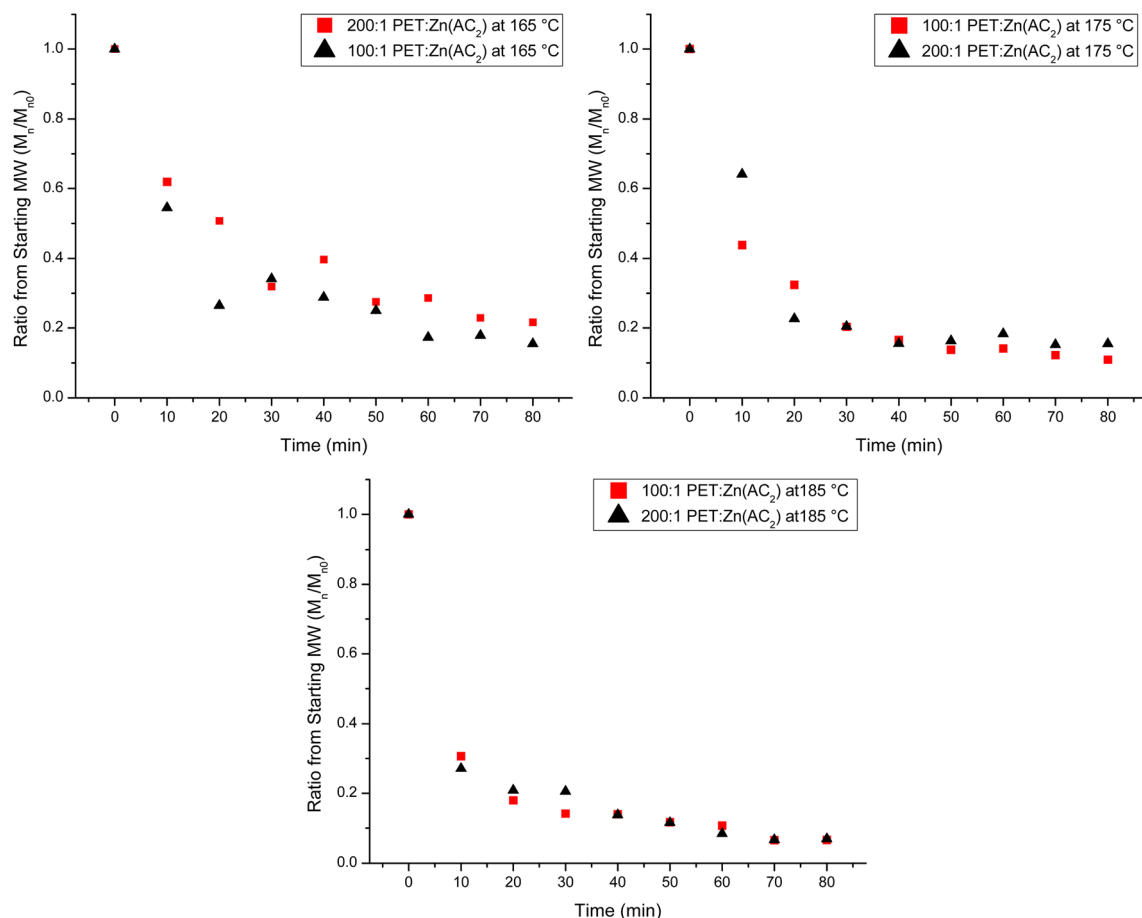 200:1 PET:Zn(AC2) at 165 °C
100:1 PET:Zn(AC2) at 165 °C
1.0
0.8
0.6
0.4
0.2
0.0
Ratio from Starting MW (Mn/Mn0)
0 10 20 30 40 50 60 70 80
Time (min)
100:1 PET:Zn(AC2) at 175 °C
200:1 PET:Zn(AC2) at 175 °C
1.0
0.8
0.6
0.4
0.2
0.0
Ratio from Starting MW (Mn/Mn0)
0 10 20 30 40 50 60 70 80
Time (min)
100:1 PET:Zn(AC2) at185 °C
200:1 PET:Zn(AC2) at185 °C
1.0
0.8
0.6
0.4
0.2
0.0
Ratio from Starting MW (Mn/Mn0)
0 10 20 30 40 50 60 70 80
Time (min)